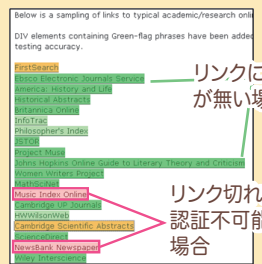 Below is a sampling of links to typical academic/research onli
DIV elements containing Green-flag phrases have been added
testing accuracy.
FirstSearch
Ebsco Electronic Journals Service
America: History and Life
Historical Abstracts
Britannica Online
InfoTrac
Philosopher's Index
JSTOP
Project Muse
Johns Hopkins Online Guide to Literary Theory and Criticism
Women Writers Project
MathSciNet
Music Index Online
Cambridge UP Journals
HWWilsonWeb
Cambridge Scientific Abstracts
ScienceDirect
NewsBank Newspaper
Wiley Interscience
リンクに
が無い場
リンク切れ
認証不可能
場合